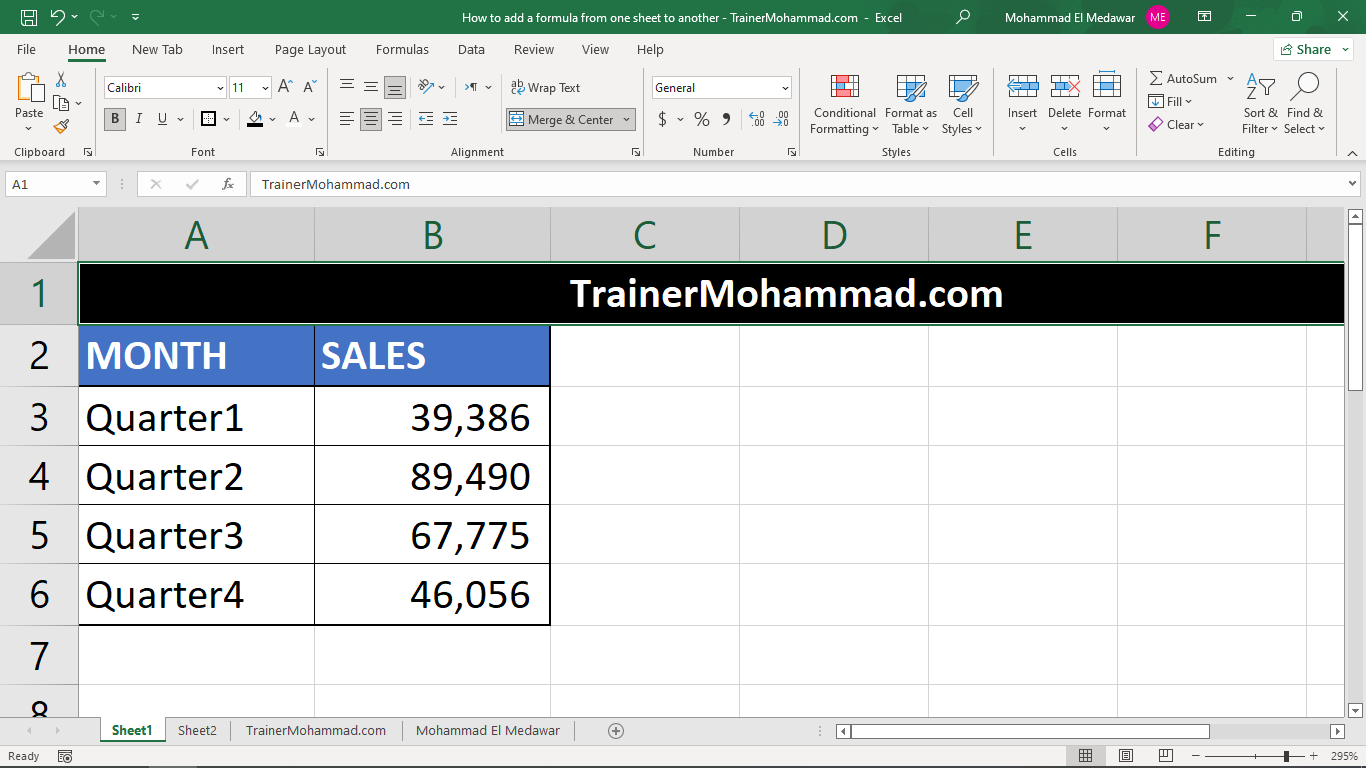 How to add a formula from one sheet to another - TrainerMohammad.com - Excel
Mohammad El Medawar ME
File Home New Tab Insert Page Layout Formulas Data Review View Help Share
Calibri 11 Wrap Text General AutoSum
Paste B I U Merge & Center $ % Conditional Formatting Format as Table Cell Styles Insert Delete Format Fill Clear Sort & Filter Find & Select
Clipboard Font Alignment Number Styles Cells Editing
A1 fx TrainerMohammad.com
A B C D E F
1 TrainerMohammad.com
2 MONTH SALES
3 Quarter1 39,386
4 Quarter2 89,490
5 Quarter3 67,775
6 Quarter4 46,056
7
8
Sheet1 Sheet2 TrainerMohammad.com Mohammad El Medawar
Ready 295%